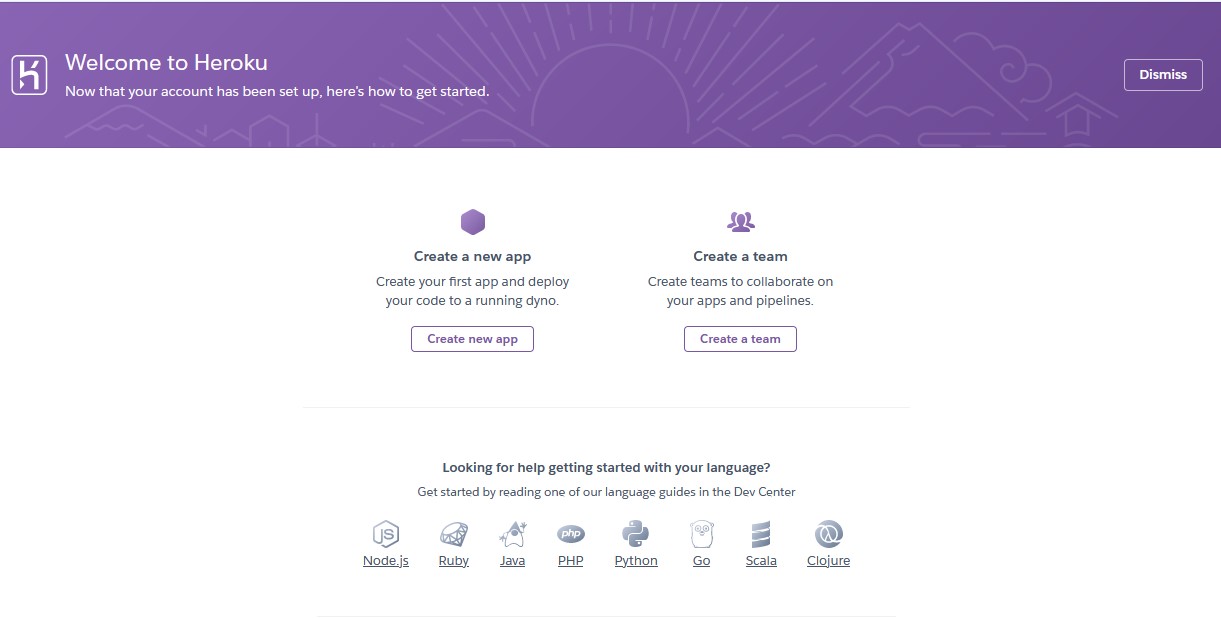 Welcome to Heroku
Now that your account has been set up, here's how to get started.
Dismiss
Create a new app
Create your first app and deploy
your code to a running dyno.
Create new app
Create a team
Create teams to collaborate on
your apps and pipelines.
Create a team
Looking for help getting started with your language?
Get started by reading one of our language guides in the Dev Center
JS
php
Node.js
Ruby
Java
PHP
Python
Go
Scala
Clojure